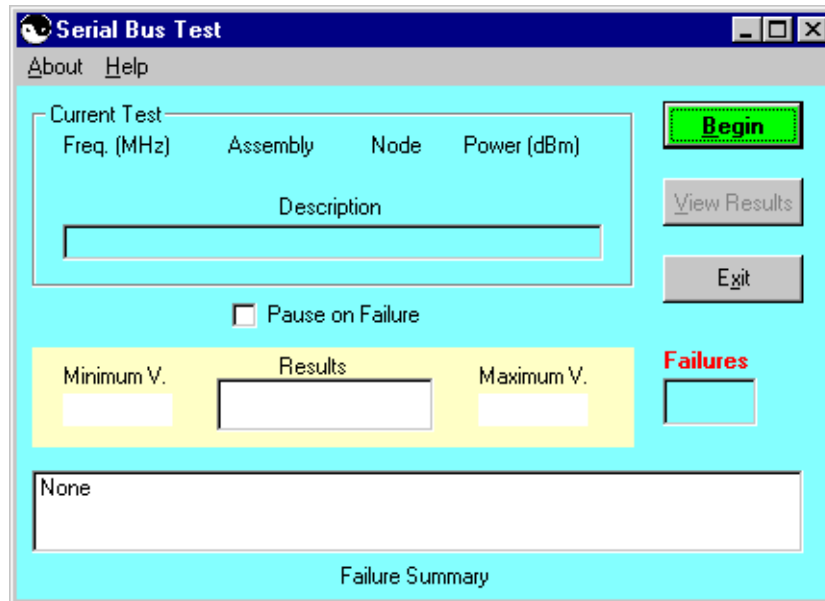 Serial Bus Test
About Help
Current Test
Freq. (MHz) Assembly Node Power (dBm)
Description
Begin
View Results
Exit
Pause on Failure
Minimum V. Results Maximum V.
Failures
None
Failure Summary